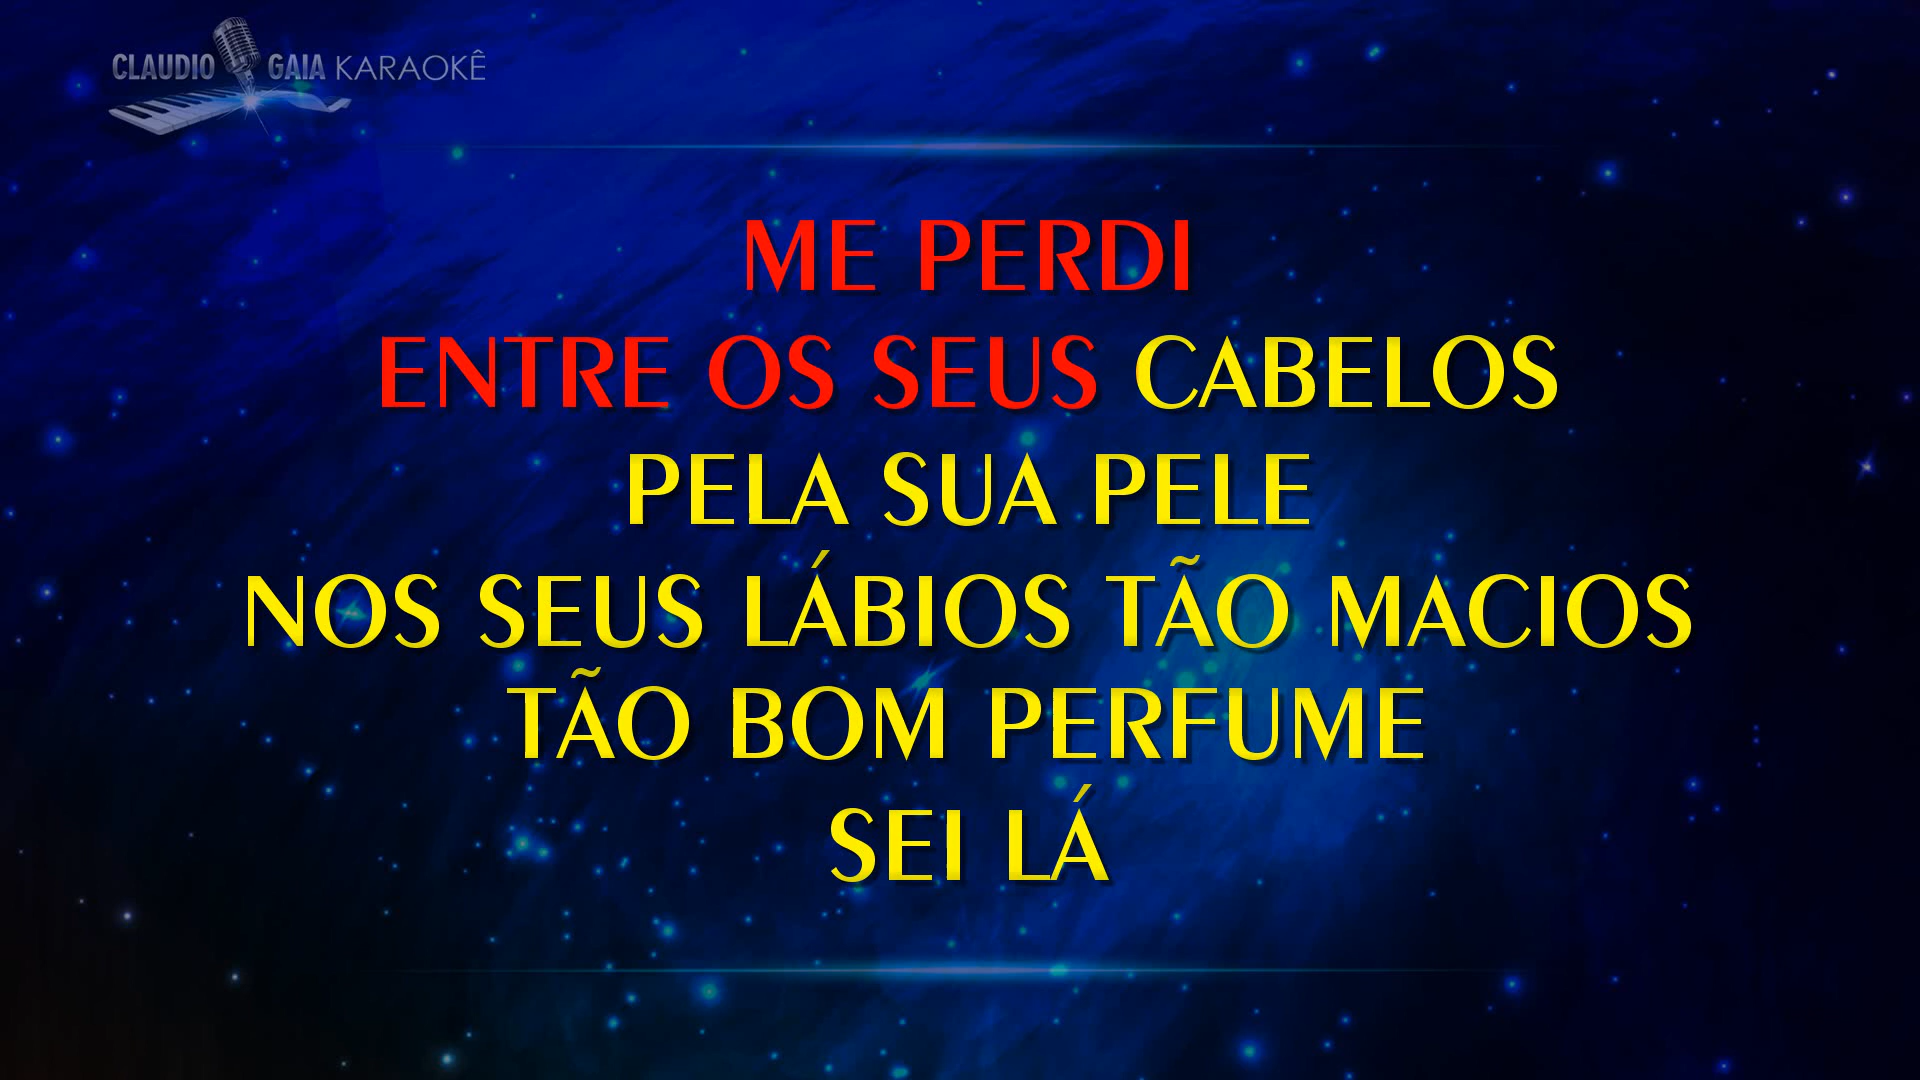 CLAUDIO GAIA KARAOKÊ
ME PERDI
ENTRE OS SEUS CABELOS
PELA SUA PELE
NOS SEUS LÁBIOS TÃO MACIOS
TÃO BOM PERFUME
SEI LÁ